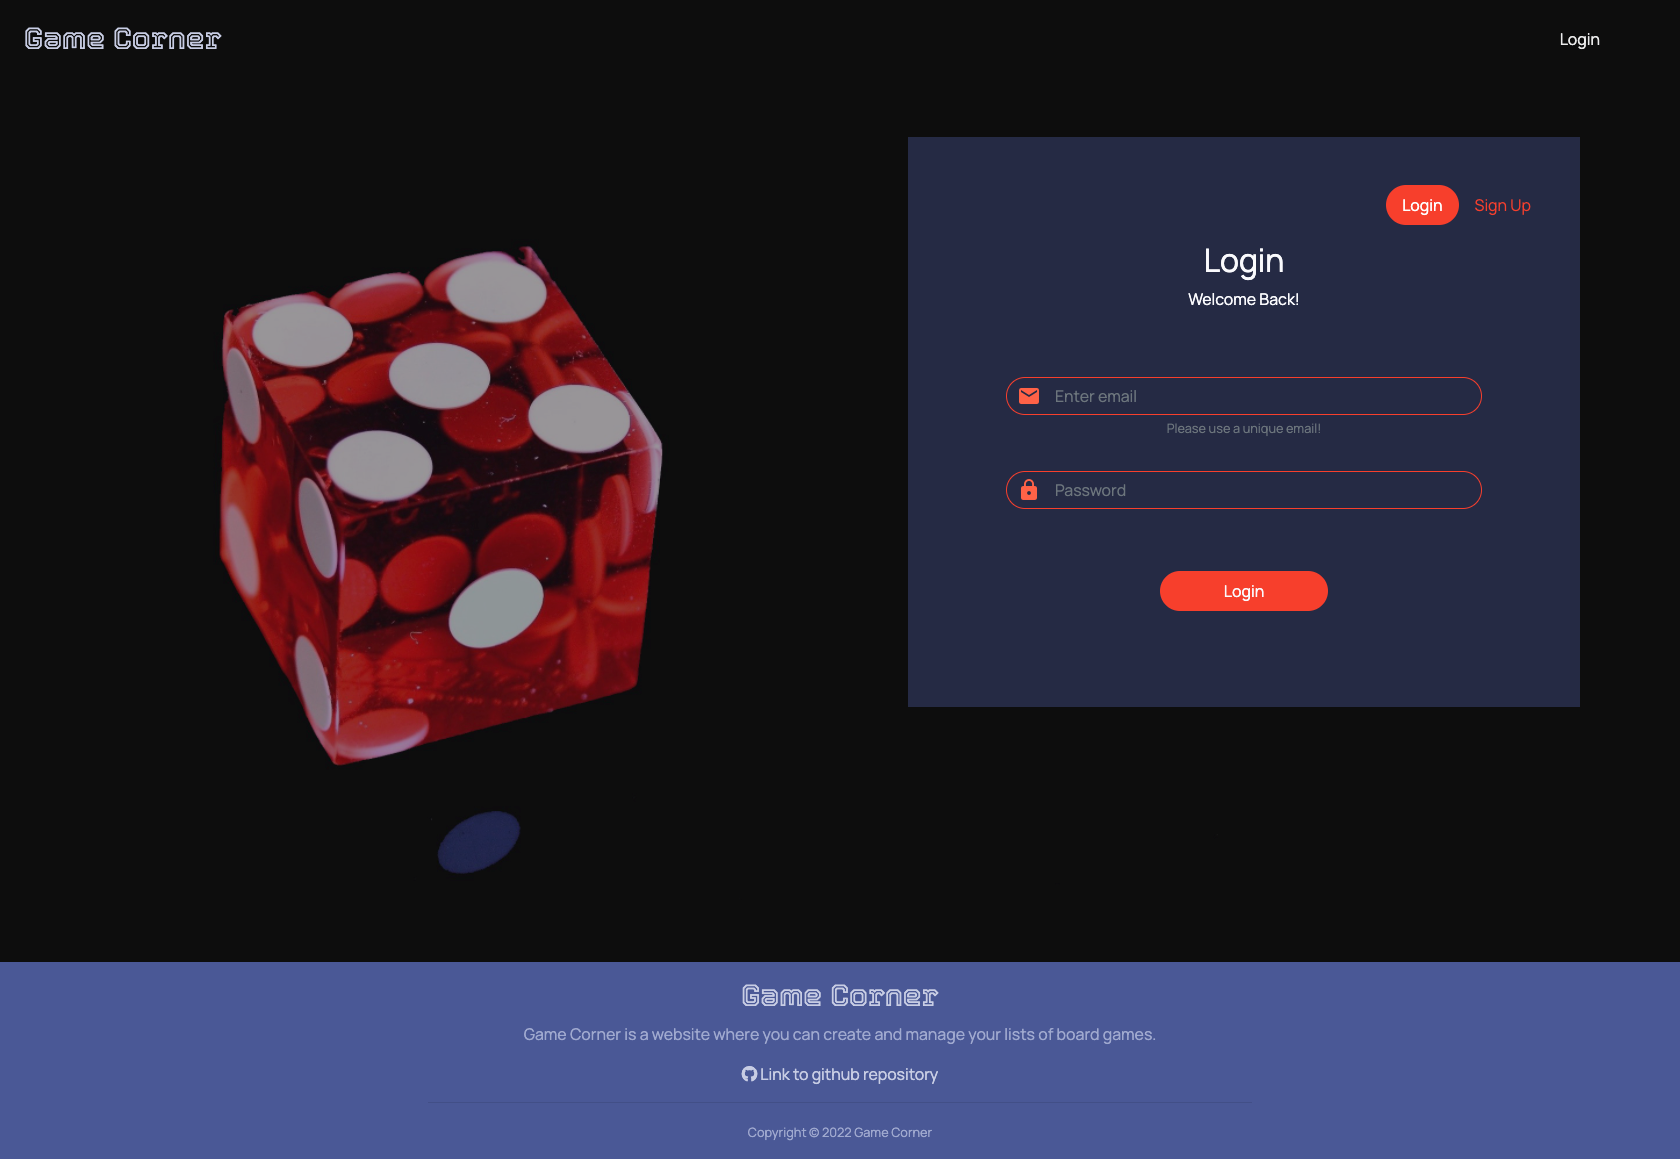 Game Corner
Login
Login
Sign Up
Login
Welcome Back!
Enter email
Please use a unique email!
Password
Login
Game Corner
Game Corner is a website where you can create and manage your lists of board games.
Link to github repository
Copyright © 2022 Game Corner